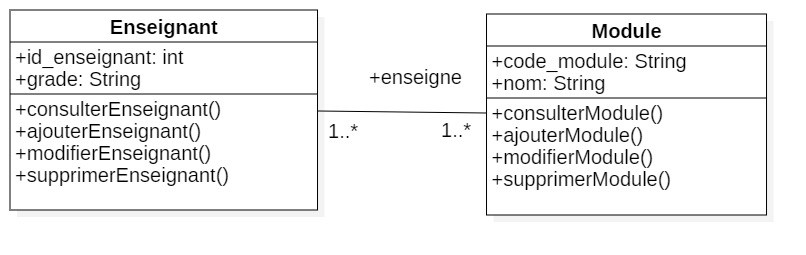 Enseignant
+id_enseignant: int
+grade: String
+consulterEnseignant()
+ajouterEnseignant()
+modifierEnseignant()
+supprimerEnseignant()
+enseigne
1..*
1..*
Module
+code_module: String
+nom: String
+consulterModule()
+ajouterModule()
+modifierModule()
+supprimerModule()